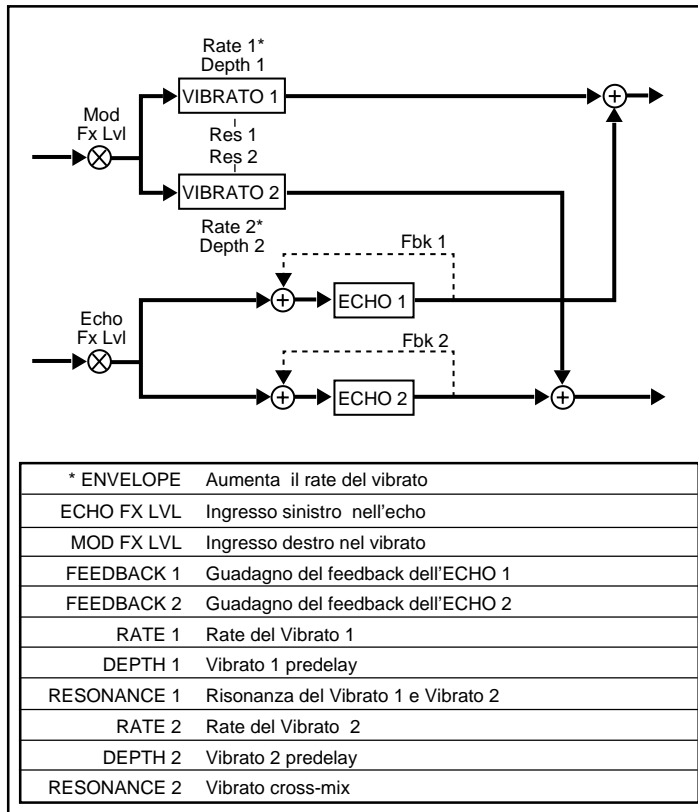 Rate 1*
Depth 1
VIBRATO 1
Mod
Fx Lvl
Res 1
Res 2
VIBRATO 2
Rate 2*
Depth 2
Fbk 1
ECHO 1
Echo
Fx Lvl
Fbk 2
ECHO 2
* ENVELOPE Aumenta il rate del vibrato
ECHO FX LVL Ingresso sinistro nell'echo
MOD FX LVL Ingresso destro nel vibrato
FEEDBACK 1 Guadagno del feedback dell'ECHO 1
FEEDBACK 2 Guadagno del feedback dell'ECHO 2
RATE 1 Rate del Vibrato 1
DEPTH 1 Vibrato 1 predelay
RESONANCE 1 Risonanza del Vibrato 1 e Vibrato 2
RATE 2 Rate del Vibrato 2
DEPTH 2 Vibrato 2 predelay
RESONANCE 2 Vibrato cross-mix